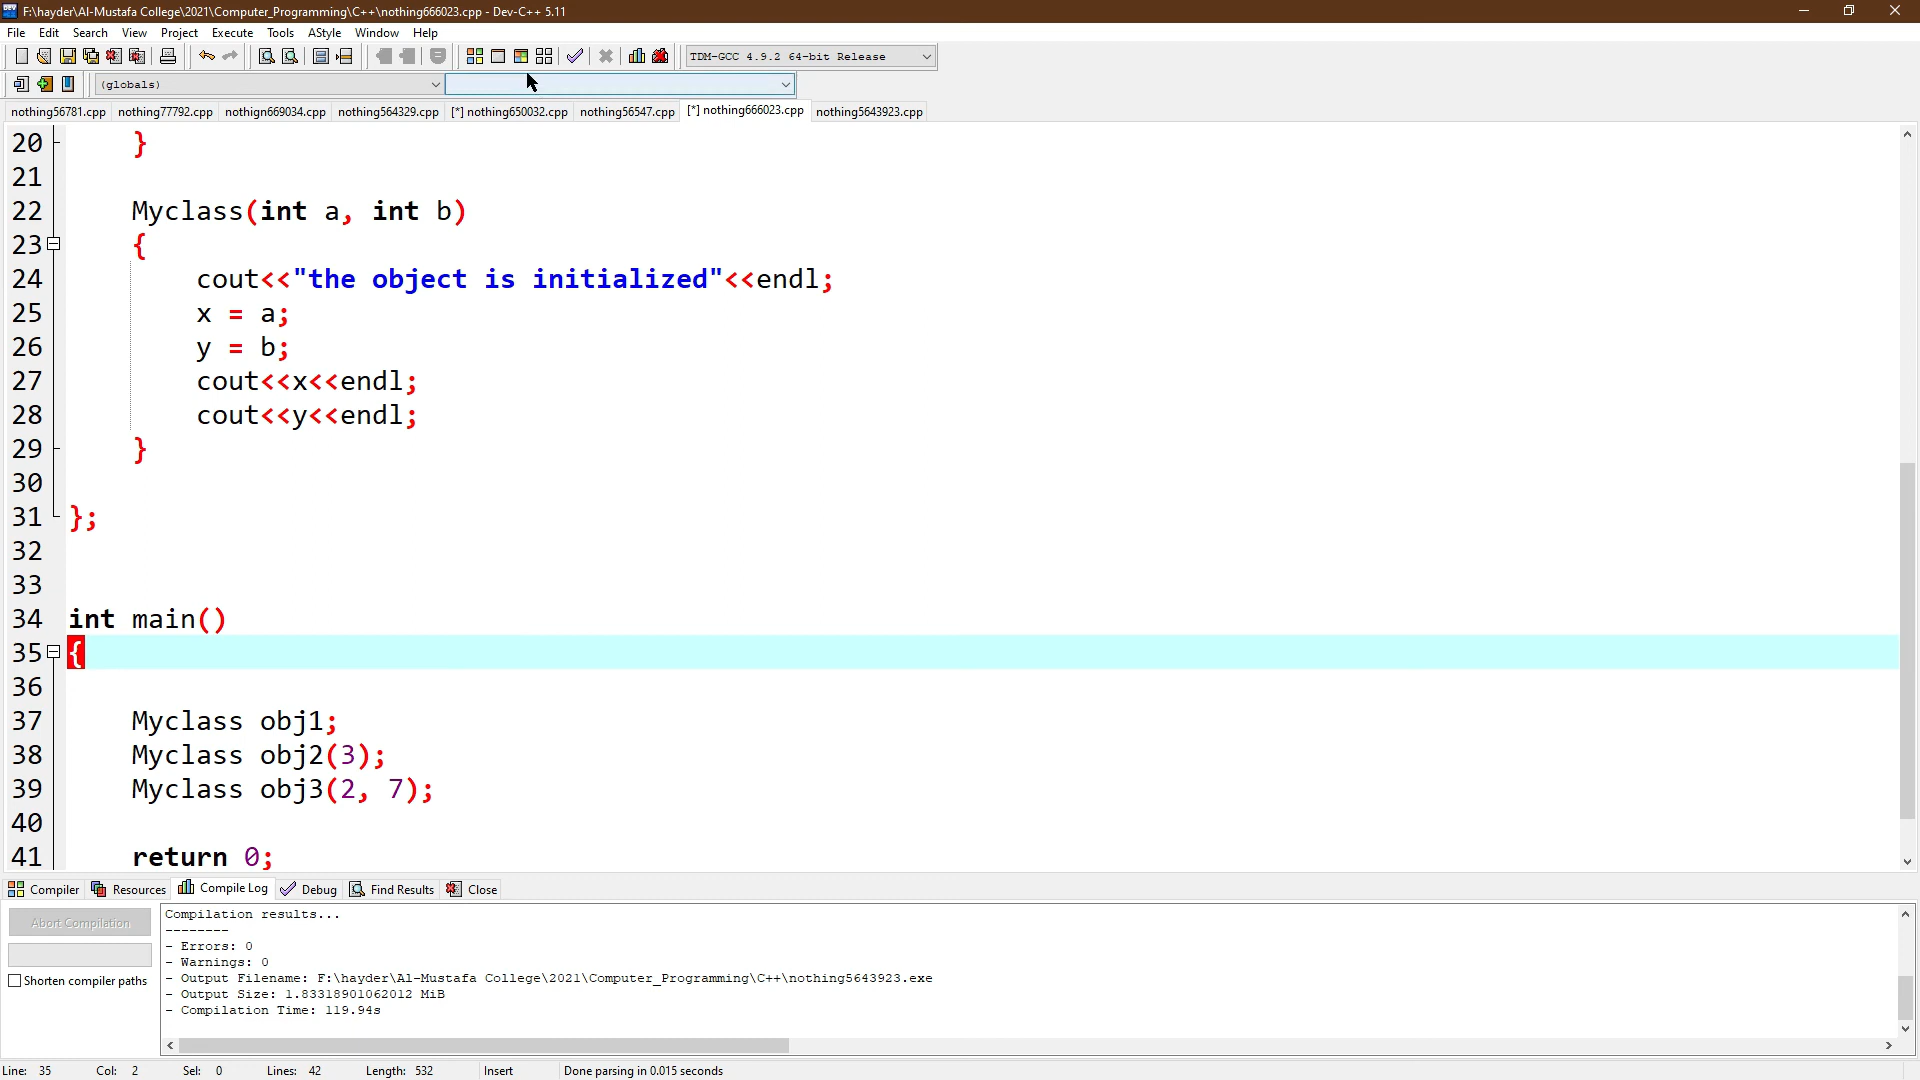 F:\hayder\Al-Mustafa College\2021\Computer_Programming\C++\nothing666023.cpp - Dev-C++ 5.11
File Edit Search View Project Execute Tools AStyle Window Help
TDM-GCC 4.9.2 64-bit Release
(globals)
nothing56781.cpp nothing77792.cpp nothign669034.cpp nothing564329.cpp [*] nothing650032.cpp nothing56547.cpp [*] nothing666023.cpp nothing5643923.cpp
20 }
21
22 Myclass(int a, int b)
23 {
24 cout<<"the object is initialized"<<endl;
25 x = a;
26 y = b;
27 cout<<x<<endl;
28 cout<<y<<endl;
29 }
30
31 };
32
33
34 int main()
35 {
36
37 Myclass obj1;
38 Myclass obj2(3);
39 Myclass obj3(2, 7);
40
41 return 0;
Compiler Resources Compile Log Debug Find Results Close
Abort Compilation
Shorten compiler paths
Compilation results...
--------
- Errors: 0
- Warnings: 0
- Output Filename: F:\hayder\Al-Mustafa College\2021\Computer_Programming\C++\nothing5643923.exe
- Output Size: 1.83318901062012 MiB
- Compilation Time: 119.94s
Line: 35 Col: 2 Sel: 0 Lines: 42 Length: 532 Insert Done parsing in 0.015 seconds